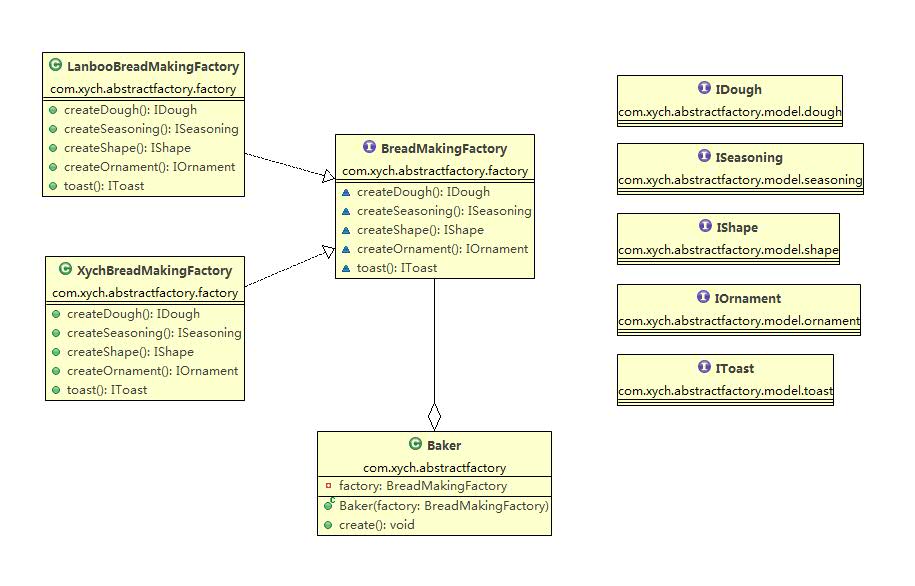 LanbooBreadMakingFactory
com.xych.abstractfactory.factory
createDough(): IDough
createSeasoning(): ISeasoning
createShape(): IShape
createOrnament(): IOrnament
toast(): IToast
XychBreadMakingFactory
com.xych.abstractfactory.factory
createDough(): IDough
createSeasoning(): ISeasoning
createShape(): IShape
createOrnament(): IOrnament
toast(): IToast
BreadMakingFactory
com.xych.abstractfactory.factory
createDough(): IDough
createSeasoning(): ISeasoning
createShape(): IShape
createOrnament(): IOrnament
toast(): IToast
Baker
com.xych.abstractfactory
factory: BreadMakingFactory
Baker(factory: BreadMakingFactory)
create(): void
IDough
com.xych.abstractfactory.model.dough
ISeasoning
com.xych.abstractfactory.model.seasoning
IShape
com.xych.abstractfactory.model.shape
IOrnament
com.xych.abstractfactory.model.ornament
IToast
com.xych.abstractfactory.model.toast